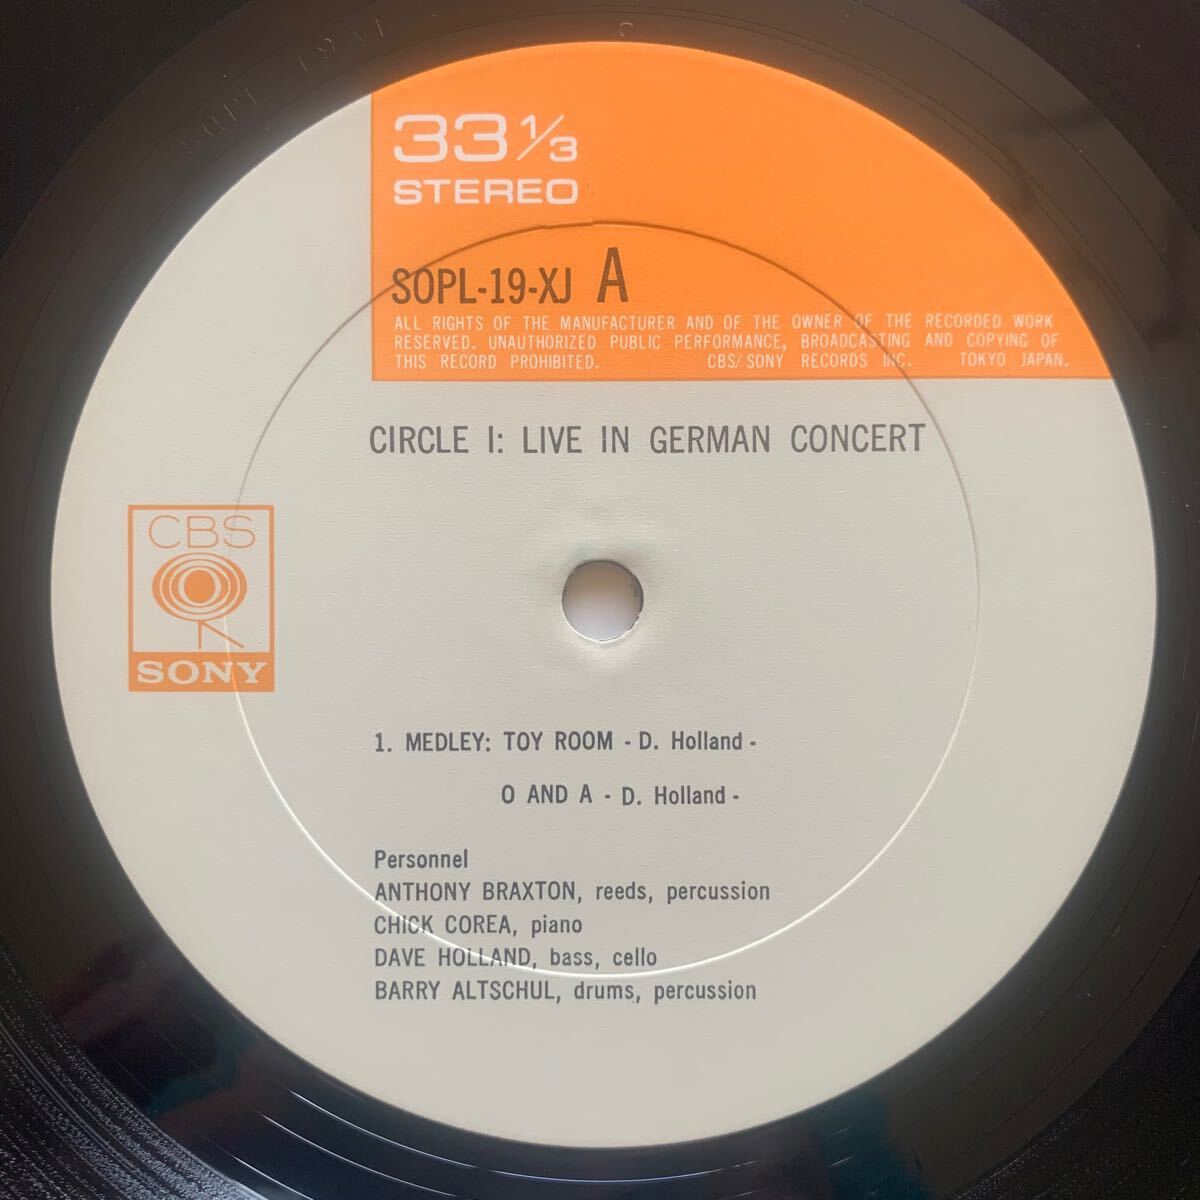 33 1/3
STEREO
SOPL-19-XJ A
ALL RIGHTS OF THE MANUFACTURER AND OF THE OWNER OF THE RECORDED WORK
RESERVED. UNAUTHORIZED PUBLIC PERFORMANCE, BROADCASTING AND COPYING OF
THIS RECORD PROHIBITED. CBS/SONY RECORDS INC. TOKYO JAPAN.
CIRCLE I: LIVE IN GERMAN CONCERT
CBS
SONY
1. MEDLEY: TOY ROOM - D. Holland -
O AND A - D. Holland -
Personnel
ANTHONY BRAXTON, reeds, percussion
CHICK COREA, piano
DAVE HOLLAND, bass, cello
BARRY ALTSCHUL, drums, percussion